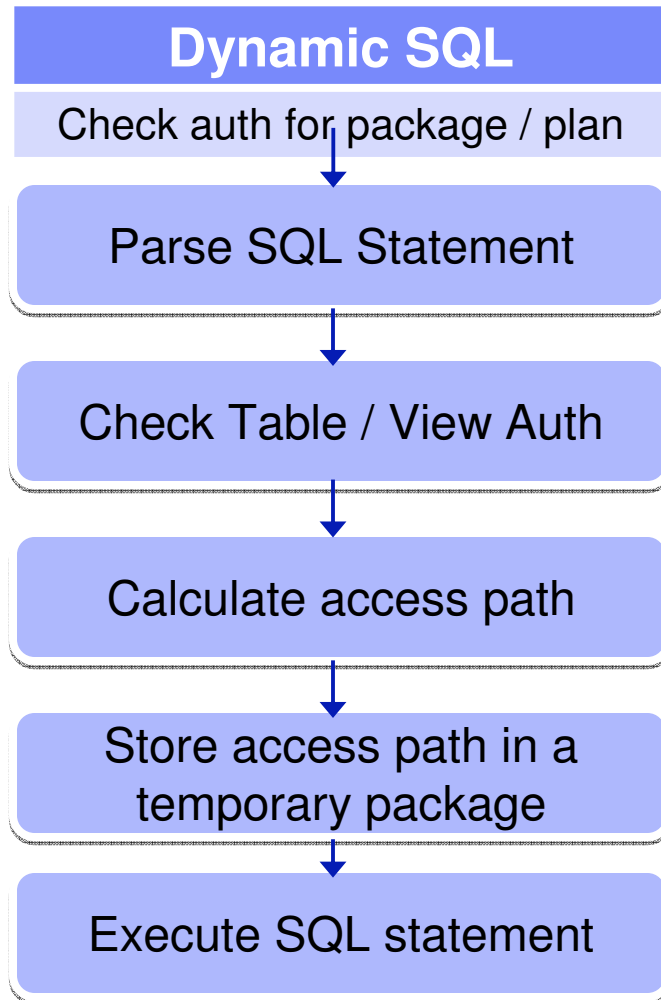 Dynamic SQL
Check auth for package / plan
Parse SQL Statement
Check Table / View Auth
Calculate access path
Store access path in a
temporary package
Execute SQL statement